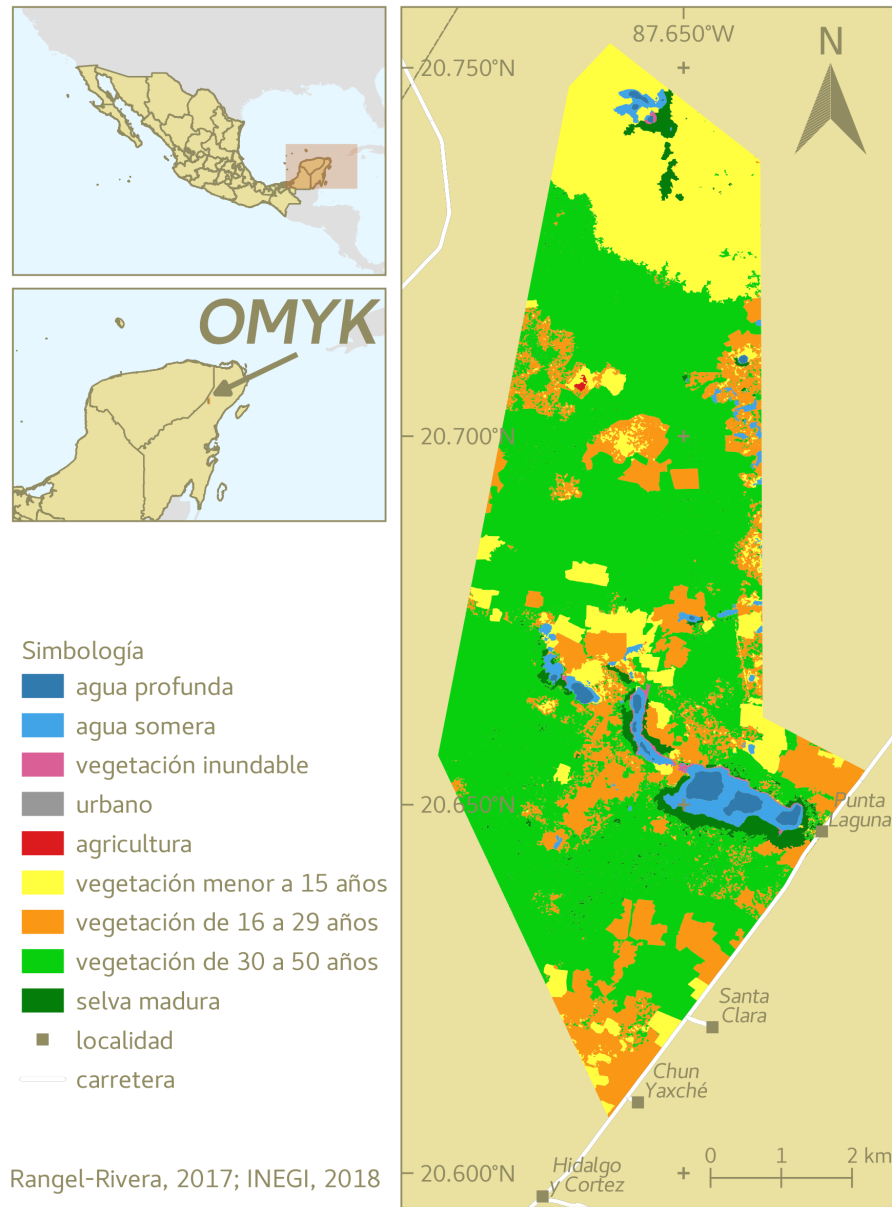 OMYK
Simbología
agua profunda
agua somera
vegetación inundable
urbano
agricultura
vegetación menor a 15 años
vegetación de 16 a 29 años
vegetación de 30 a 50 años
selva madura
localidad
carretera
Rangel-Rivera, 2017; INEGI, 2018
87.650°W
N
20.750°N
20.700°N
20.650°N
Punta
Laguna
Santa
Clara
Chun
Yaxché
20.600°N
Hidalgo
y Cortez
0 1 2 km